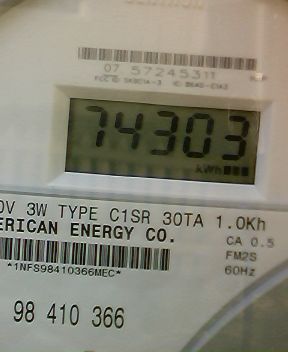 07 57245311
74303
kWh
0V 3W TYPE C1SR 30TA 1.0Kh
ERICAN ENERGY CO.
CA 0.5
FM2S
60Hz
*1NFS98410366MEC*
98 410 366